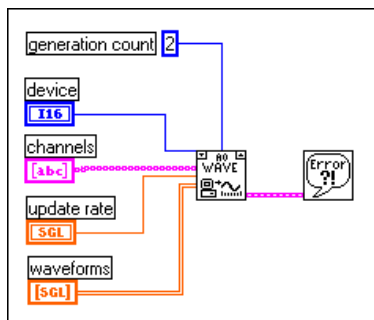 generation count 2
device
I16
channels
[abc]
AO
WAVE
Error
?!
update rate
SGL
waveforms
[SGL]